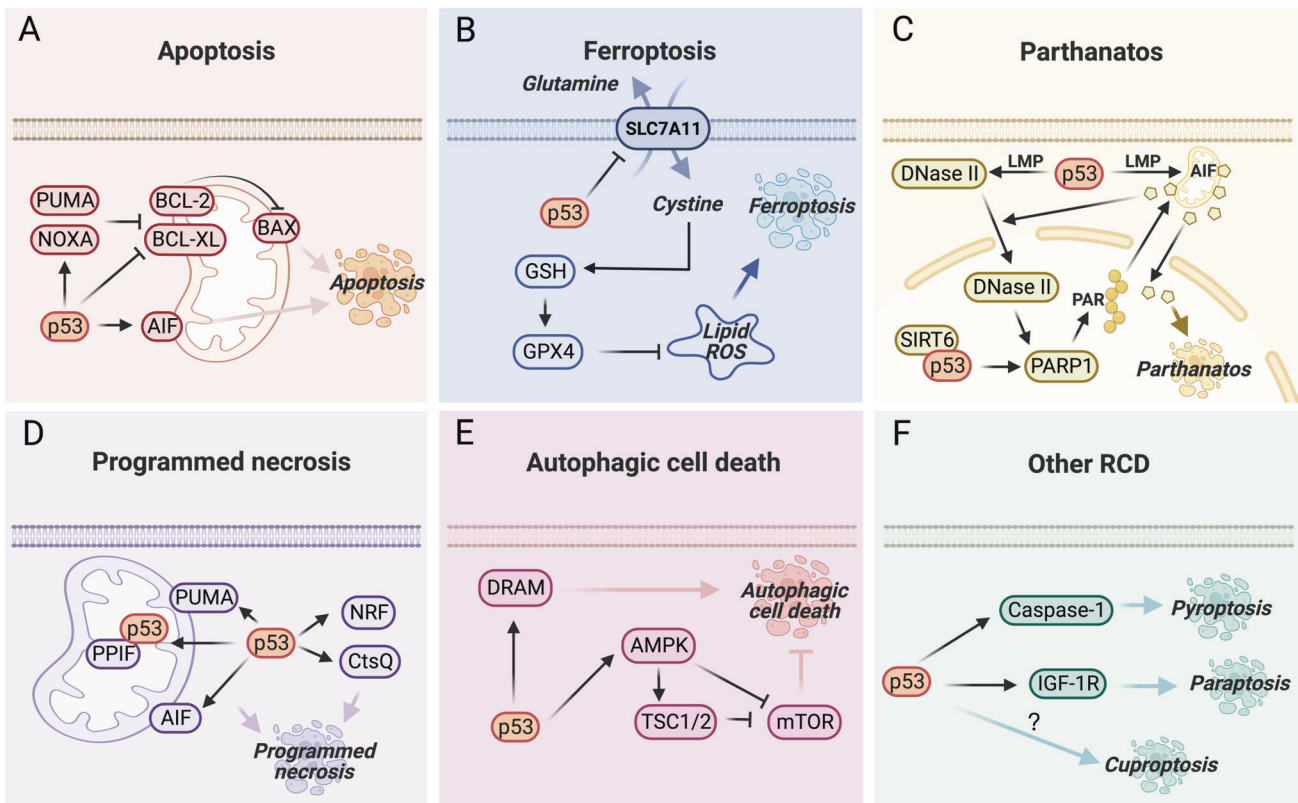 A
Apoptosis
PUMA
NOXA
BCL-2
BCL-XL
BAX
Apoptosis
p53
AIF
B
Ferroptosis
Glutamine
SLC7A11
p53
Cystine
Ferroptosis
GSH
GPX4
Lipid
ROS
C
Parthanatos
DNase II
LMP
p53
LMP
AIF
DNase II
PAR
SIRT6
p53
PARP1
Parthanatos
D
Programmed necrosis
PUMA
p53
PPIF
p53
NRF
CtsQ
AIF
Programmed
necrosis
E
Autophagic cell death
DRAM
Autophagic
cell death
AMPK
p53
TSC1/2
mTOR
F
Other RCD
Caspase-1
Pyroptosis
p53
IGF-1R
Paraptosis
?
Cuproptosis